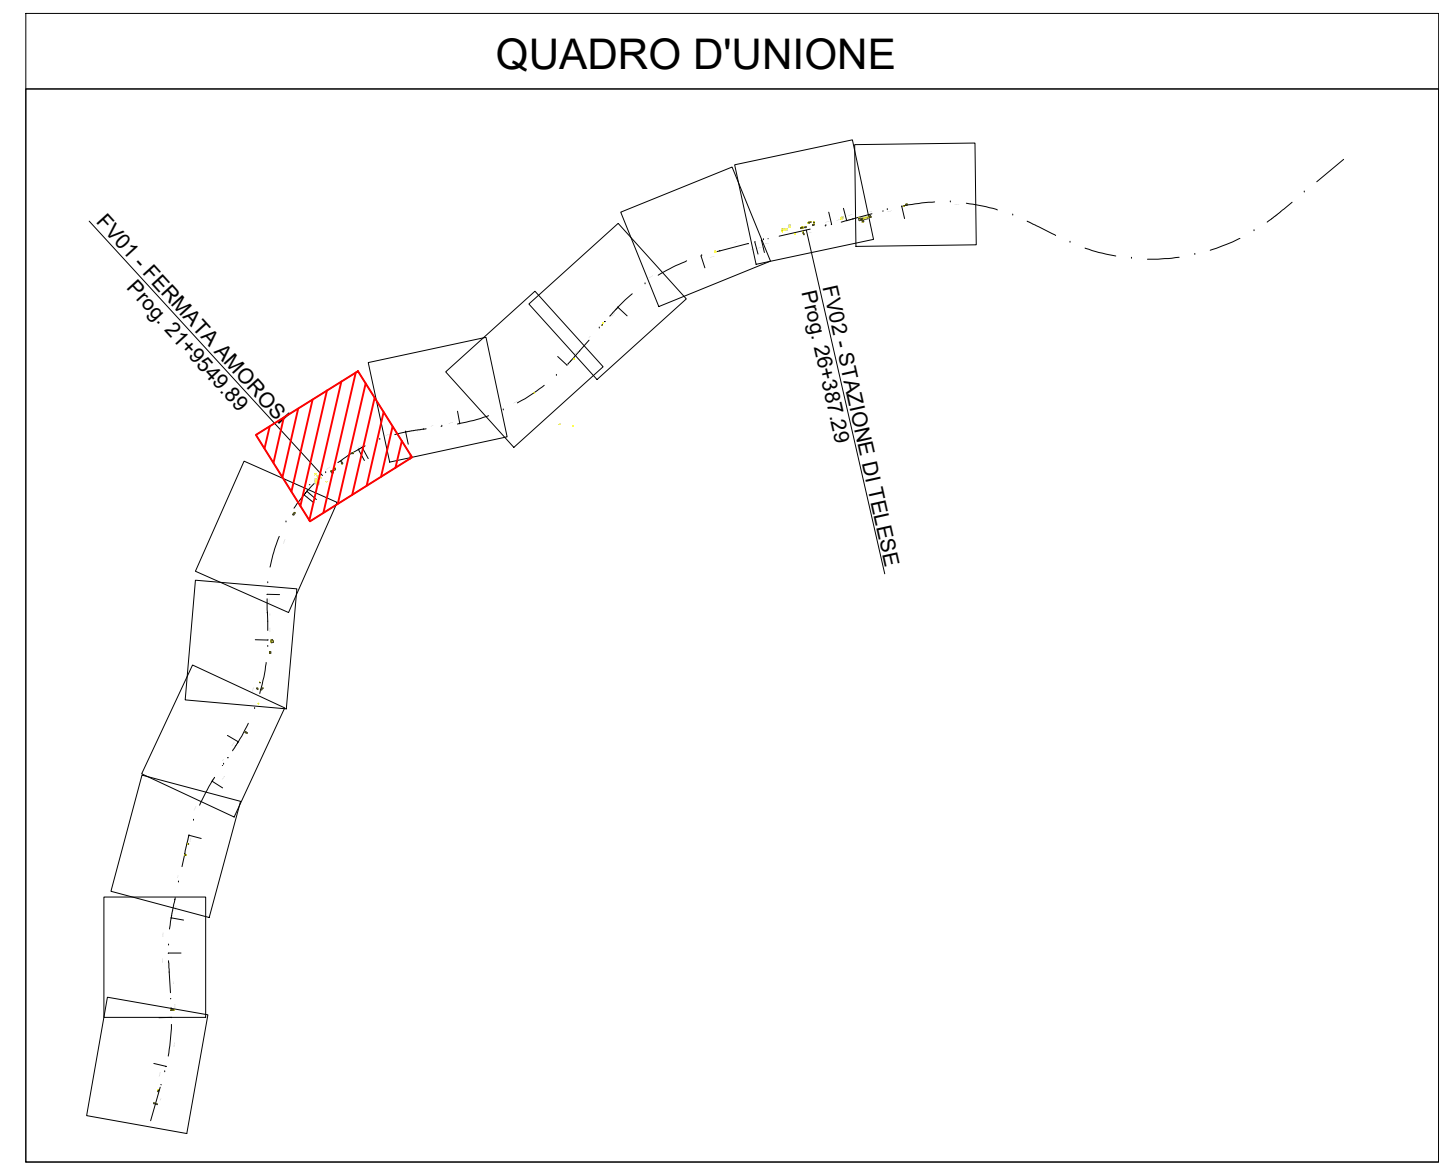 QUADRO D'UNIONE
FV01 - FERMATA AMOROSI
Prog. 21+9549.89
FV02 - STAZIONE DI TELESE
Prog. 26+387.29